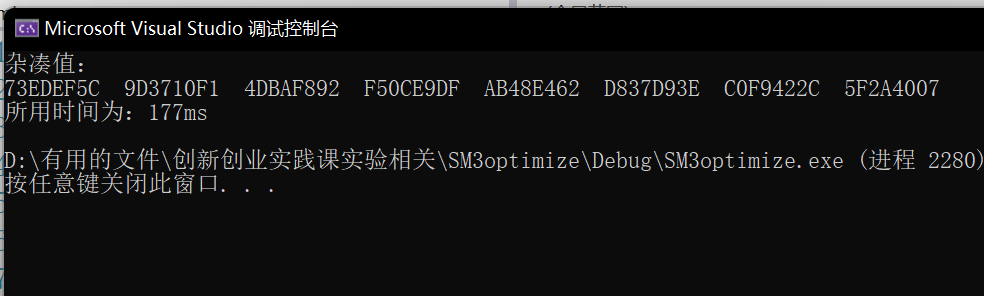 Microsoft Visual Studio 调试控制台
杂凑值:
73EDEF5C 9D3710F1 4DBAF892 F50CE9DF AB48E462 D837D93E C0F9422C 5F2A4007
所用时间为: 177ms
D:\有用的文件\创新创业实践课实验相关\SM3optimize\Debug\SM3optimize.exe (进程 2280)
按任意键关闭此窗口. . .